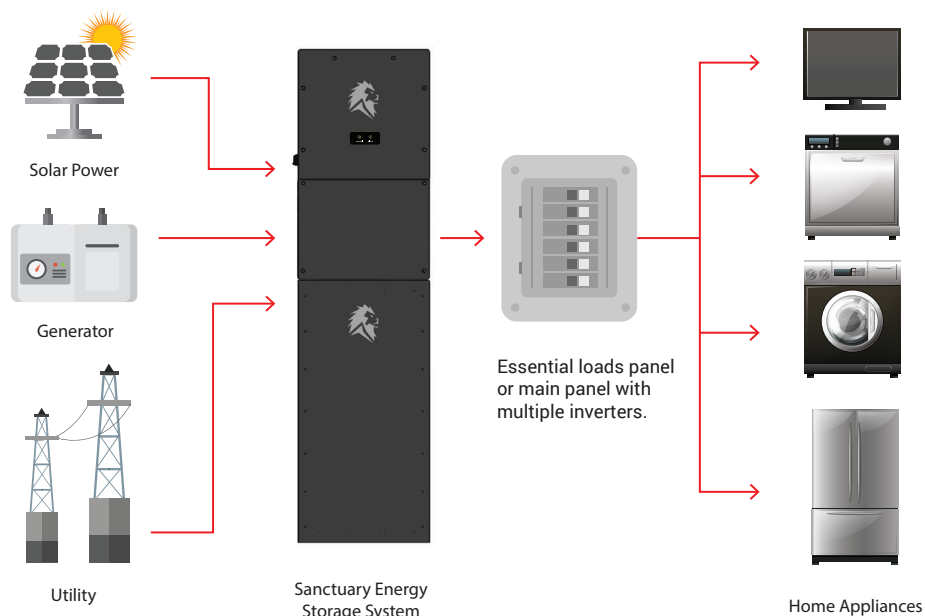 Solar Power
Generator
Utility
Sanctuary Energy
Storage System
Essential loads panel
or main panel with
multiple inverters.
Home Appliances